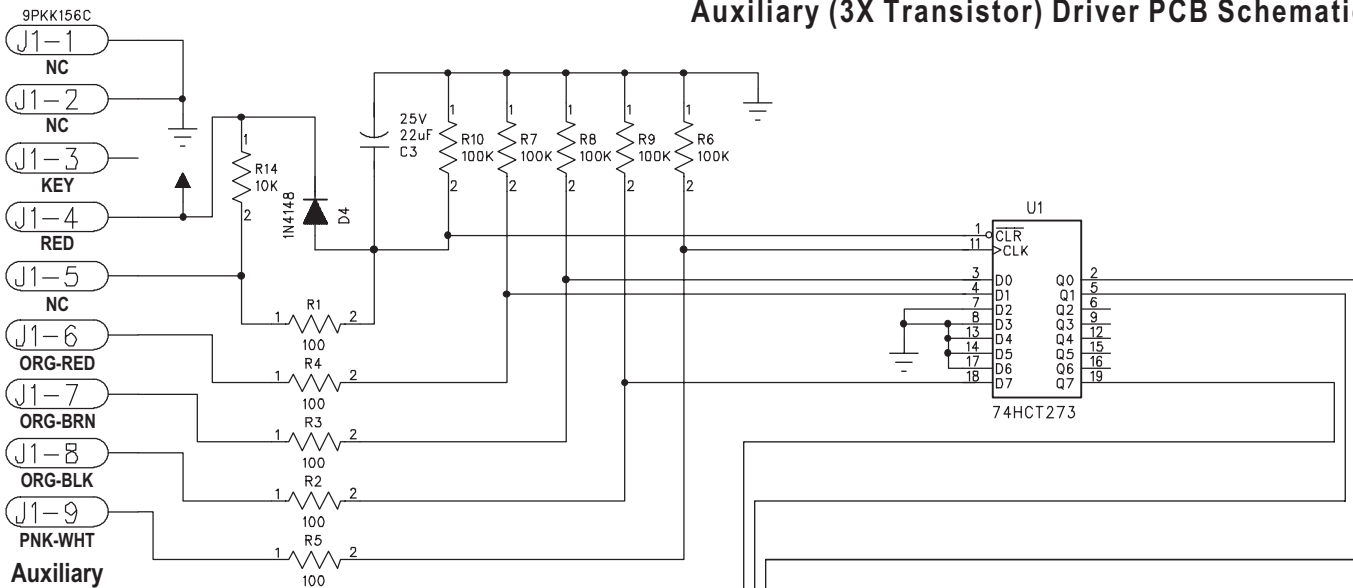 Auxiliary (3X Transistor) Driver PCB Schemati
9PKK156C
J1-1
NC
J1-2
NC
J1-3
KEY
J1-4
RED
J1-5
NC
J1-6
ORG-RED
J1-7
ORG-BRN
J1-8
ORG-BLK
J1-9
PNK-WHT
Auxiliary
1
R14
10K
2
1N4148
D4
25V
22uF
C3
1
R10
100K
2
1
R7
100K
2
1
R8
100K
2
1
R9
100K
2
1
R6
100K
2
R1
1 2
100
R4
1 2
100
R3
1 2
100
R2
1 2
100
R5
1 2
100
U1
1 CLR
11 CLK
3 D0 Q0 2
4 D1 Q1 5
7 D2 Q2 6
8 D3 Q3 9
13 D4 Q4 12
14 D5 Q5 15
17 D6 Q6 16
18 D7 Q7 19
74HCT273